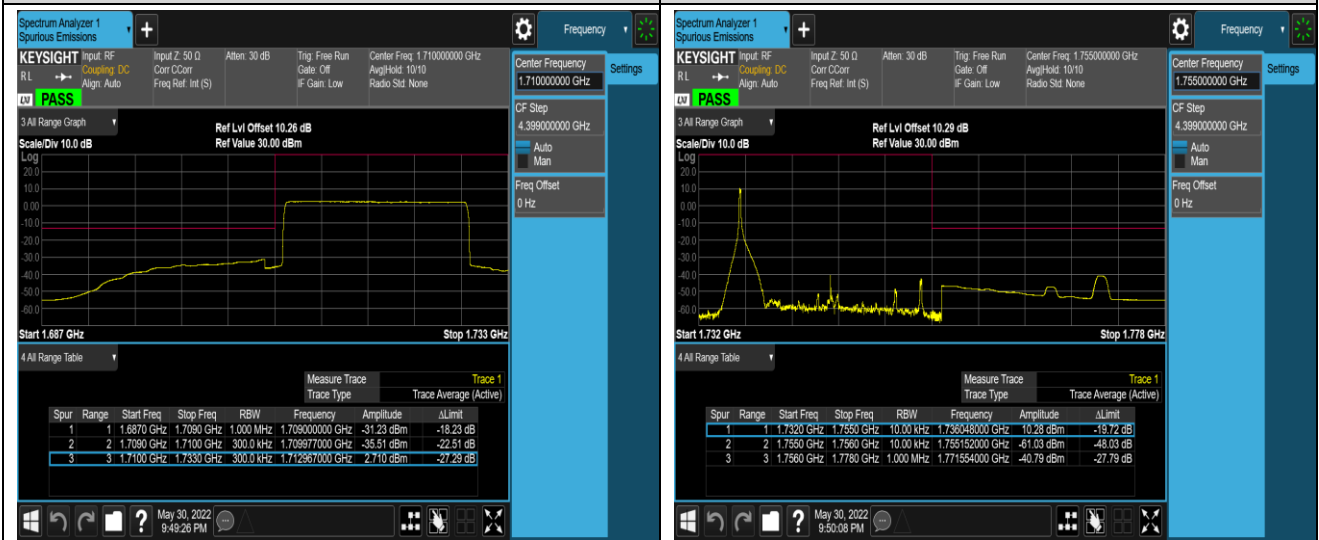 Spectrum Analyzer 1
Spurious Emissions
Frequency
KEYSIGHT Input: RF Input Z: 50 Ω Atten: 30 dB Trig: Free Run Center Freq: 1.710000000 GHz
RL Coupling: DC Corr CCorr Gate: Off Avg|Hold: 10/10
Align: Auto Freq Ref: Int (S) IF Gain: Low Radio Std: None
LXI PASS
Center Frequency
1.710000000 GHz
Settings
CF Step
4.399000000 GHz
Auto
Man
Freq Offset
0 Hz
3 All Range Graph
Ref Lvl Offset 10.26 dB
Scale/Div 10.0 dB Ref Value 30.00 dBm
Log
20.0
10.0
0.00
-10.0
-20.0
-30.0
-40.0
-50.0
-60.0
Start 1.687 GHz Stop 1.733 GHz
4 All Range Table
Measure Trace Trace 1
Trace Type Trace Average (Active)
Spur Range Start Freq Stop Freq RBW Frequency Amplitude ΔLimit
1 1 1.6870 GHz 1.7090 GHz 1.000 MHz 1.709000000 GHz -31.23 dBm -18.23 dB
2 2 1.7090 GHz 1.7100 GHz 300.0 kHz 1.709977000 GHz -35.51 dBm -22.51 dB
3 3 1.7100 GHz 1.7330 GHz 300.0 kHz 1.712967000 GHz 2.710 dBm -27.29 dB
May 30, 2022
9:49:26 PM
Spectrum Analyzer 1
Spurious Emissions
Frequency
KEYSIGHT Input: RF Input Z: 50 Ω Atten: 30 dB Trig: Free Run Center Freq: 1.755000000 GHz
RL Coupling: DC Corr CCorr Gate: Off Avg|Hold: 10/10
Align: Auto Freq Ref: Int (S) IF Gain: Low Radio Std: None
LXI PASS
Center Frequency
1.755000000 GHz
Settings
CF Step
4.399000000 GHz
Auto
Man
Freq Offset
0 Hz
3 All Range Graph
Ref Lvl Offset 10.29 dB
Scale/Div 10.0 dB Ref Value 30.00 dBm
Log
20.0
10.0
0.00
-10.0
-20.0
-30.0
-40.0
-50.0
-60.0
Start 1.732 GHz Stop 1.778 GHz
4 All Range Table
Measure Trace Trace 1
Trace Type Trace Average (Active)
Spur Range Start Freq Stop Freq RBW Frequency Amplitude ΔLimit
1 1 1.7320 GHz 1.7550 GHz 10.00 kHz 1.736048000 GHz 10.28 dBm -19.72 dB
2 2 1.7550 GHz 1.7560 GHz 10.00 kHz 1.755152000 GHz -61.03 dBm -48.03 dB
3 3 1.7560 GHz 1.7780 GHz 1.000 MHz 1.771554000 GHz -40.79 dBm -27.79 dB
May 30, 2022
9:50:08 PM